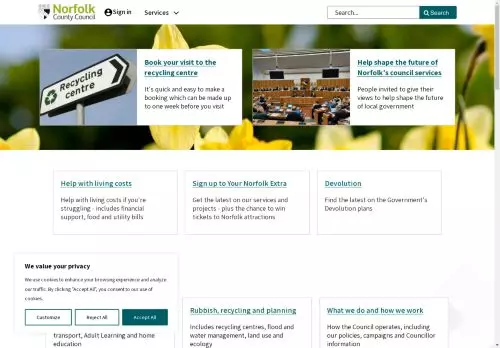 Norfolk
County Council
Sign in
Services
Search...
Search
Recycling
centre
Book your visit to the
recycling centre
It's quick and easy to make a
booking which can be made up
to one week before you visit
Help shape the future of
Norfolk's council services
People invited to give their
views to help shape the future
of local government
Help with living costs
Help with living costs if you're
struggling - includes financial
support, food and utility bills
Sign up to Your Norfolk Extra
Get the latest on our services and
projects - plus the chance to win
tickets to Norfolk attractions
Devolution
Find the latest on the Government's
Devolution plans
We value your privacy
We use cookies to enhance your browsing experience and analyze
our traffic. By clicking "Accept All", you consent to our use of
cookies.
Customize
Reject All
Accept All
transport, Adult Learning and home
education
Rubbish, recycling and planning
Includes recycling centres, flood and
water management, land use and
ecology
What we do and how we work
How the Council operates, including
our policies, campaigns and Councillor
information